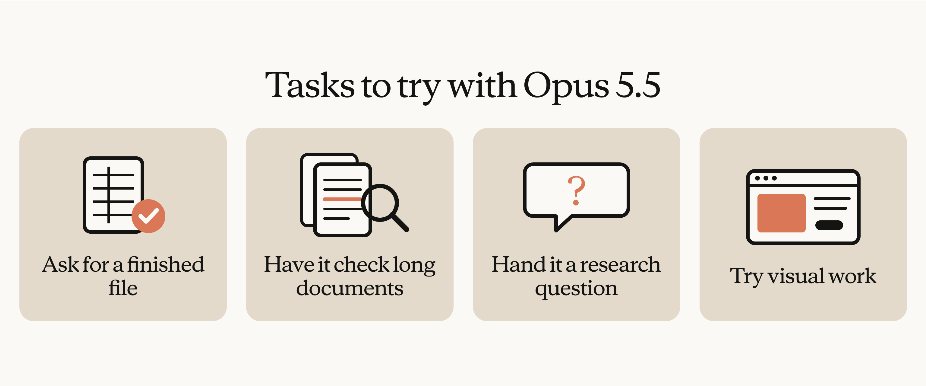 Tasks to try with Opus 5.5
Ask for a finished
file
Have it check long
documents
?
Hand it a research
question
Try visual work